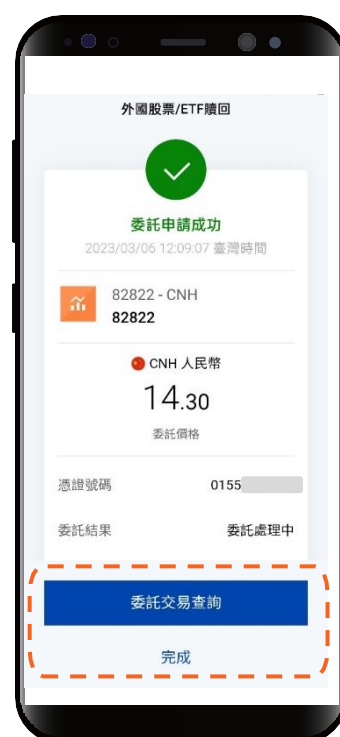 外國股票/ETF贖回
委託申請成功
2023/03/06 12:09:07 臺灣時間
82822 - CNH
82822
CNH 人民幣
14.30
委託價格
憑證號碼 0155
委託結果 委託處理中
委託交易查詢
完成